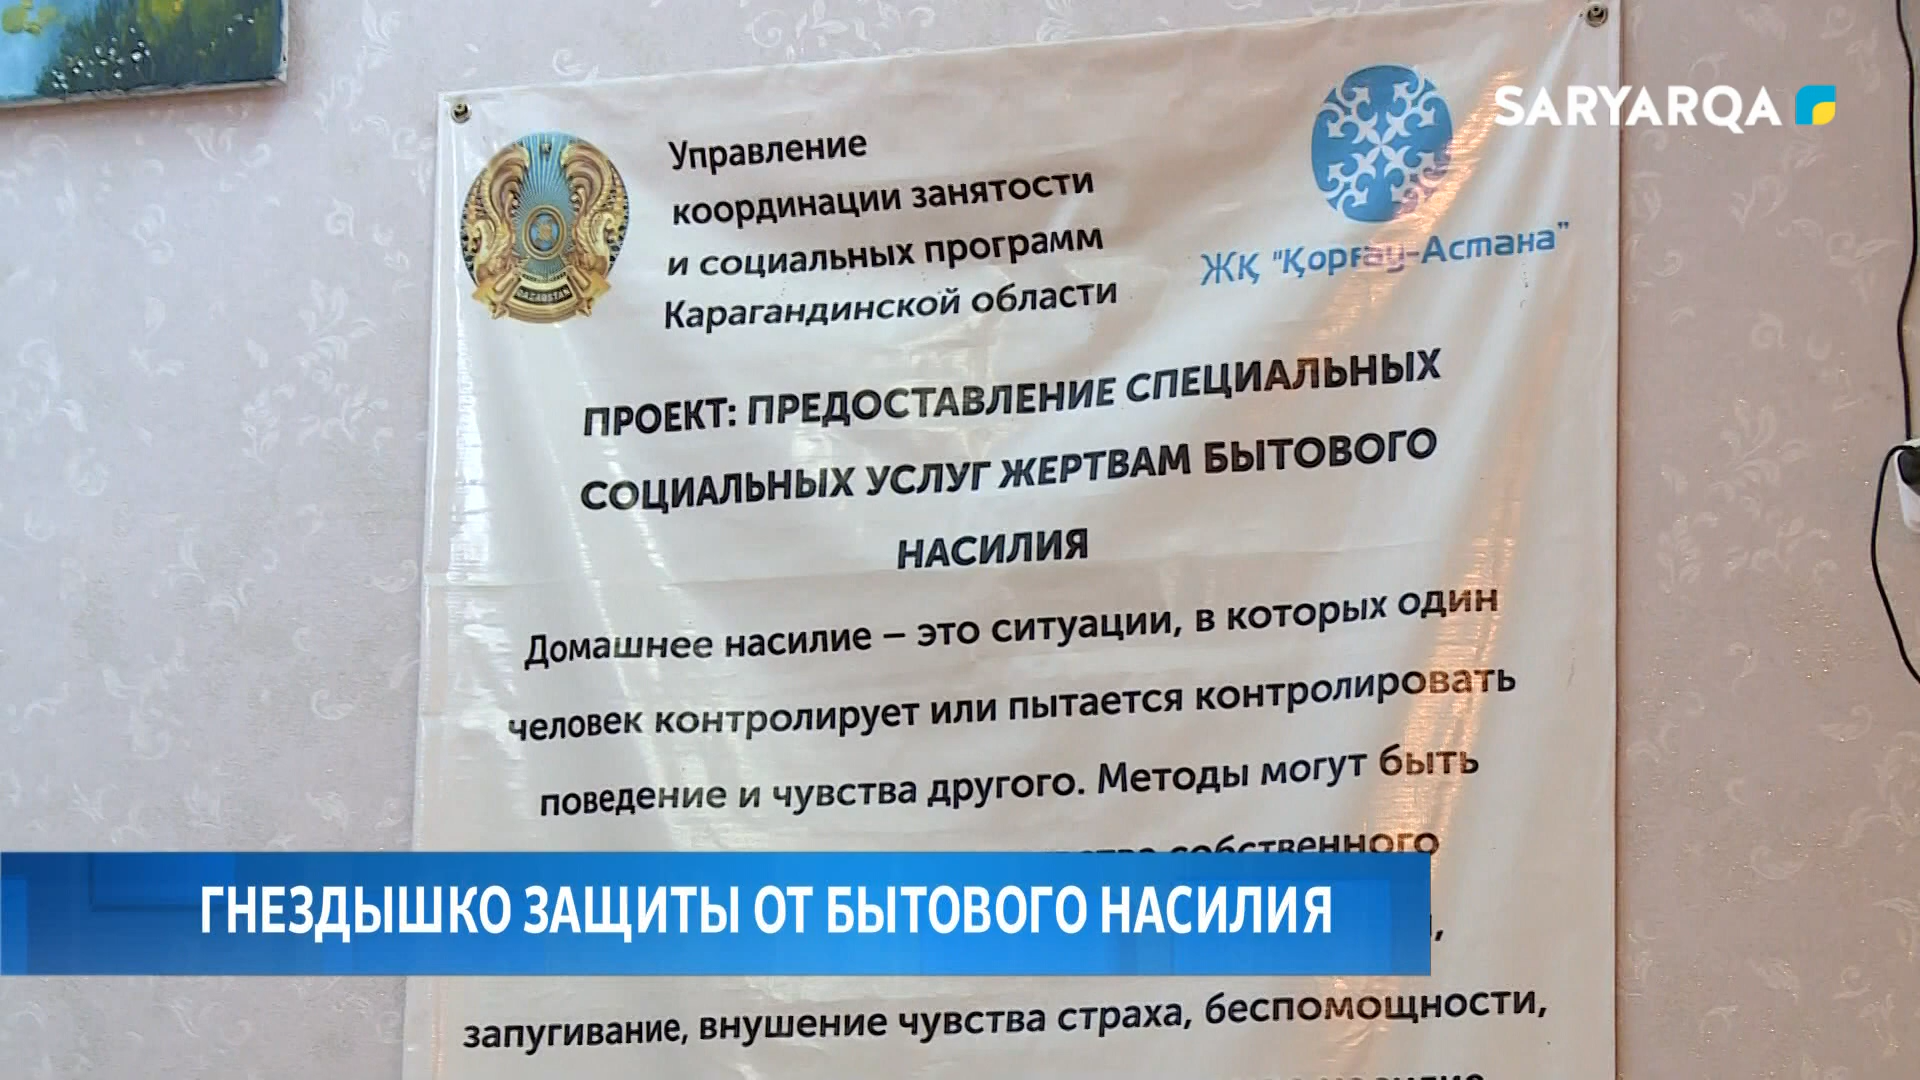 SARYARQA
QAZAQSTAN
Управление
координации занятости
и социальных программ
Карагандинской области
ЖҚ "Қорғау-Астана"
ПРОЕКТ: ПРЕДОСТАВЛЕНИЕ СПЕЦИАЛЬНЫХ
СОЦИАЛЬНЫХ УСЛУГ ЖЕРТВАМ БЫТОВОГО
НАСИЛИЯ
Домашнее насилие – это ситуации, в которых один
человек контролирует или пытается контролировать
поведение и чувства другого. Методы могут быть
собственного
ГНЕЗДЫШКО ЗАЩИТЫ ОТ БЫТОВОГО НАСИЛИЯ
запугивание, внушение чувства страха, беспомощности,